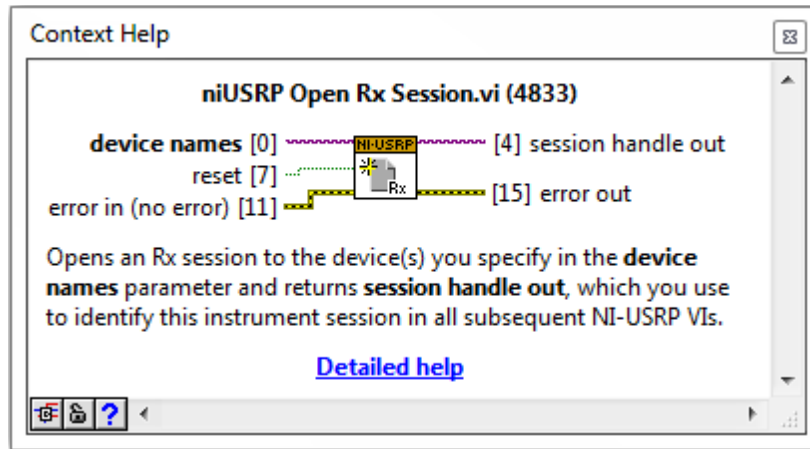 Context Help
niUSRP Open Rx Session.vi (4833)
device names [0] NI-USRP [4] session handle out
reset [7]
Rx
error in (no error) [11] [15] error out
Opens an Rx session to the device(s) you specify in the device
names parameter and returns session handle out, which you use
to identify this instrument session in all subsequent NI-USRP VIs.
Detailed help
?